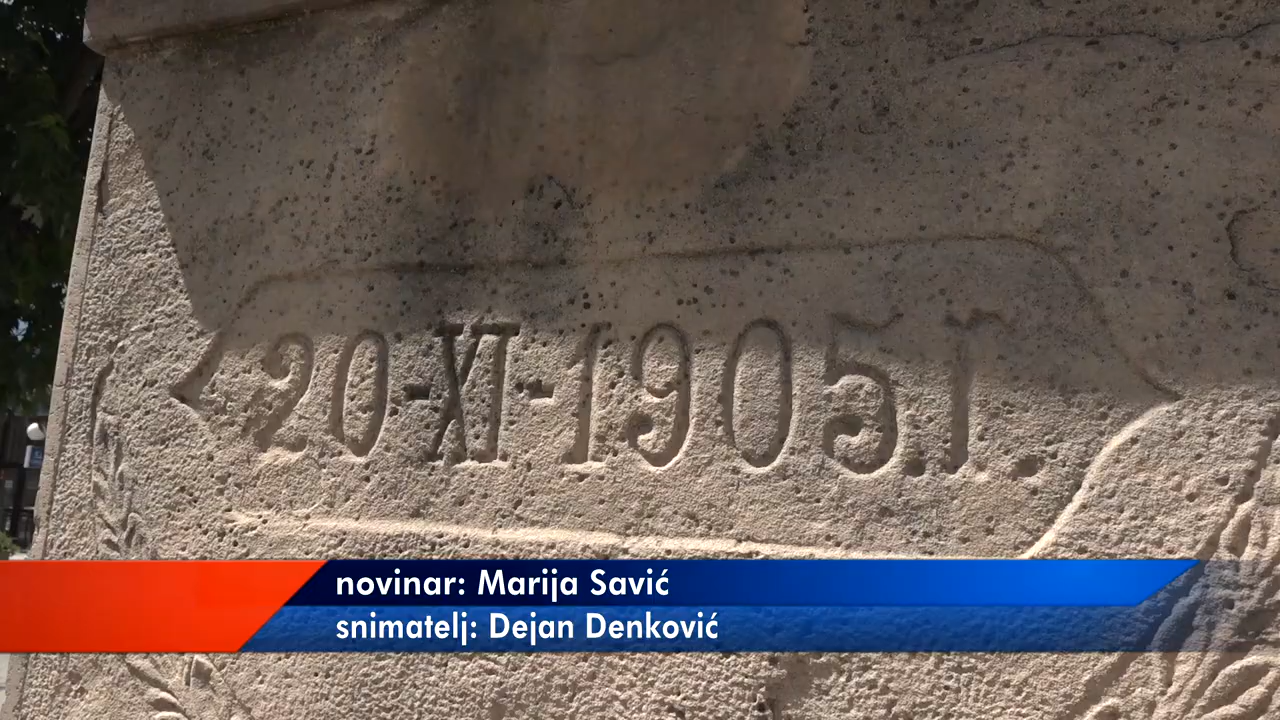 20-XI-1905 г.
novinar: Marija Savić
snimatelj: Dejan Denković